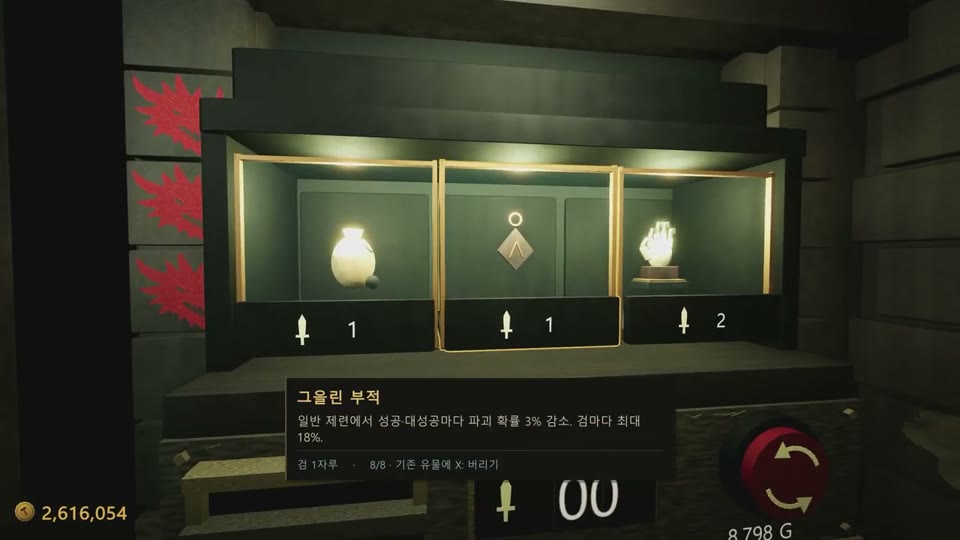 1
1
2
그을린 부적
일반 제련에서 성공·대성공마다 파괴 확률 3% 감소. 검마다 최대
18%.
검 1자루 · 8/8 · 기존 유물에 X: 버리기
00
2,616,054
8,798 G